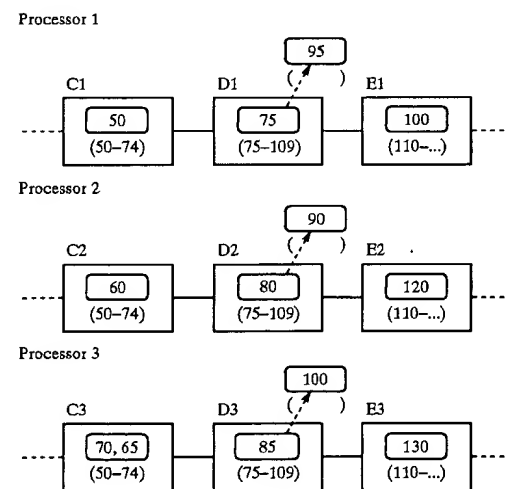 Processor 1
95
( )
C1 D1 E1
50 75 100
(50–74) (75–109) (110–...)
Processor 2
90
( )
C2 D2 E2
60 80 120
(50–74) (75–109) (110–...)
Processor 3
100
( )
C3 D3 E3
70, 65 85 130
(50–74) (75–109) (110–...)